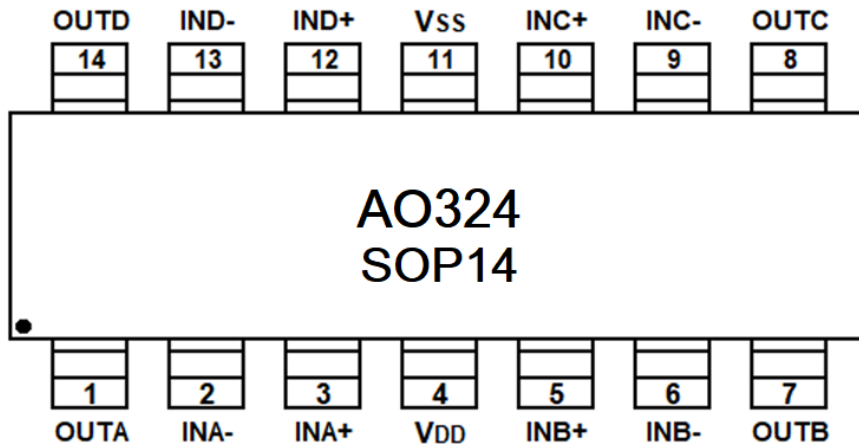 OUTD IND- IND+ VSS INC+ INC- OUTC
14 13 12 11 10 9 8
AO324
SOP14
1 2 3 4 5 6 7
OUTA INA- INA+ VDD INB+ INB- OUTB